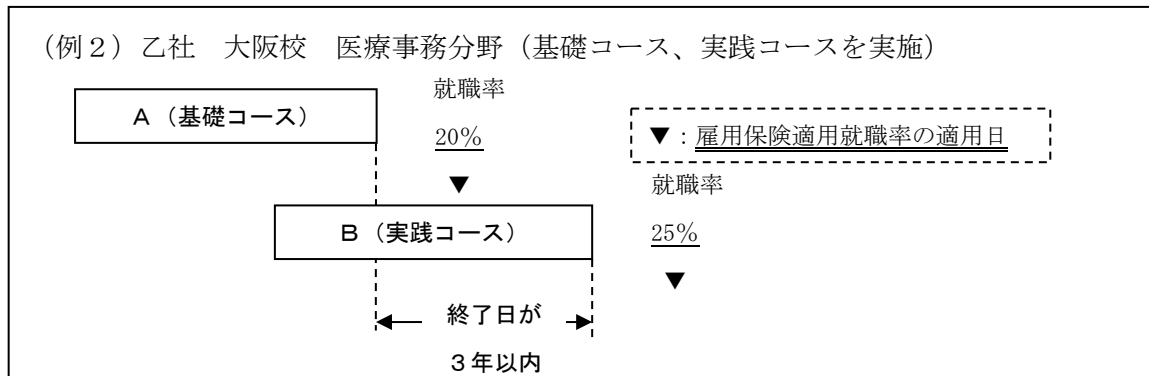 （例２）乙社　大阪校　医療事務分野（基礎コース、実践コースを実施）
就職率
Ａ（基礎コース）
20％
▼：雇用保険適用就職率の適用日
▼
就職率
Ｂ（実践コース）
25％
▼
終了日が
３年以内